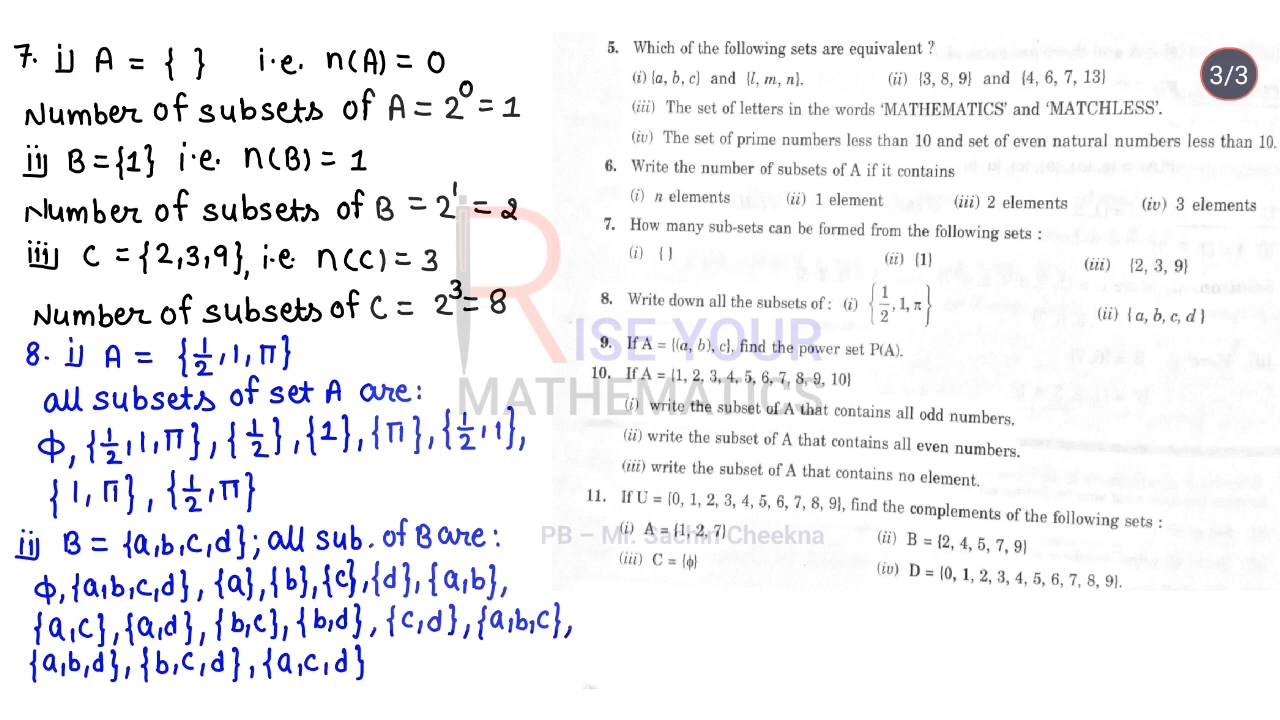 7. i) A = { } i.e. n(A) = 0
Number of subsets of A = 2⁰ = 1
ii) B = {1} i.e. n(B) = 1
Number of subsets of B = 2¹ = 2
iii) C = {2,3,9}, i.e n(C) = 3
Number of subsets of C = 2³ = 8
8. i) A = {1/2, 1, π}
all subsets of set A are:
Φ, {1/2, 1, π}, {1/2}, {1}, {π}, {1/2, 1},
{1, π}, {1/2, π}
ii) B = {a,b,c,d}; all sub. of B are:
Φ, {a,b,c,d}, {a}, {b}, {c}, {d}, {a,b},
{a,c}, {a,d}, {b,c}, {b,d}, {c,d}, {a,b,c},
{a,b,d}, {b,c,d}, {a,c,d}
5. Which of the following sets are equivalent ?
(i) {a, b, c} and {l, m, n}. (ii) {3, 8, 9} and {4, 6, 7, 13}
(iii) The set of letters in the words 'MATHEMATICS' and 'MATCHLESS'.
(iv) The set of prime numbers less than 10 and set of even natural numbers less than 10.
6. Write the number of subsets of A if it contains
(i) n elements (ii) 1 element (iii) 2 elements (iv) 3 elements
7. How many sub-sets can be formed from the following sets :
(i) { } (ii) {1} (iii) {2, 3, 9}
8. Write down all the subsets of : (i) {1/2, 1, π} (ii) {a, b, c, d}
9. If A = {(a, b), c}, find the power set P(A).
10. If A = {1, 2, 3, 4, 5, 6, 7, 8, 9, 10}
(i) write the subset of A that contains all odd numbers.
(ii) write the subset of A that contains all even numbers.
(iii) write the subset of A that contains no element.
11. If U = {0, 1, 2, 3, 4, 5, 6, 7, 8, 9}, find the complements of the following sets :
(i) A = {1, 2, 7} (ii) B = {2, 4, 5, 7, 9}
(iii) C = {ϕ} (iv) D = {0, 1, 2, 3, 4, 5, 6, 7, 8, 9}.
3/3
RISE YOUR
MATHEMATICS
PB – Mr. Sachin Cheekna